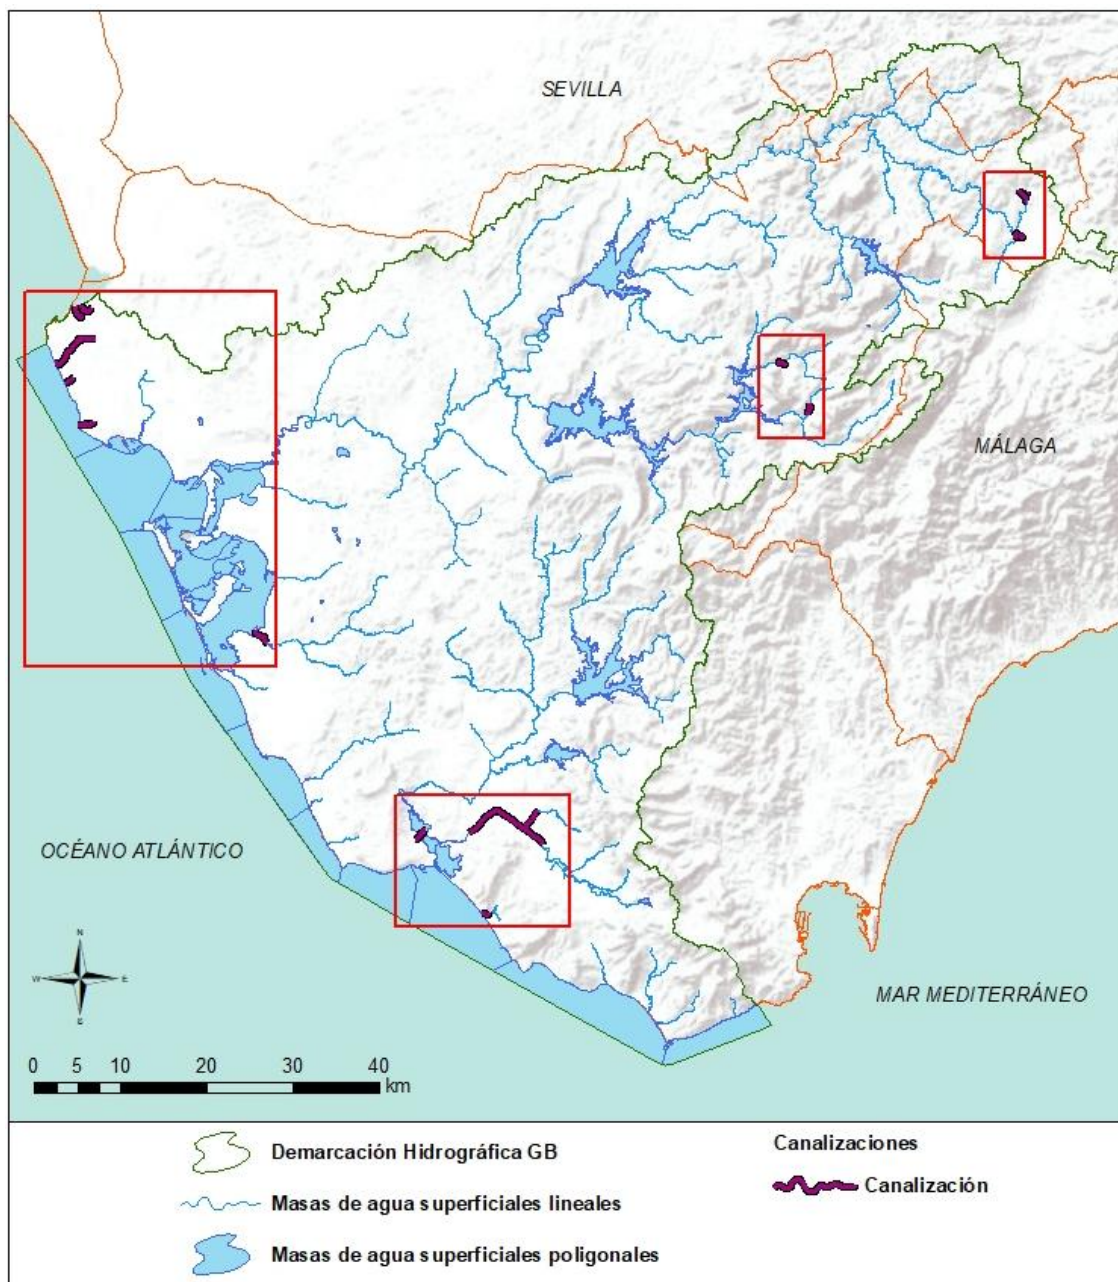 SEVILLA
MÁLAGA
OCÉANO ATLÁNTICO
MAR MEDITERRÁNEO
N
W E
S
0 5 10 20 30 40
km
Demarcación Hidrográfica GB
Masas de agua superficiales lineales
Masas de agua superficiales poligonales
Canalizaciones
Canalización